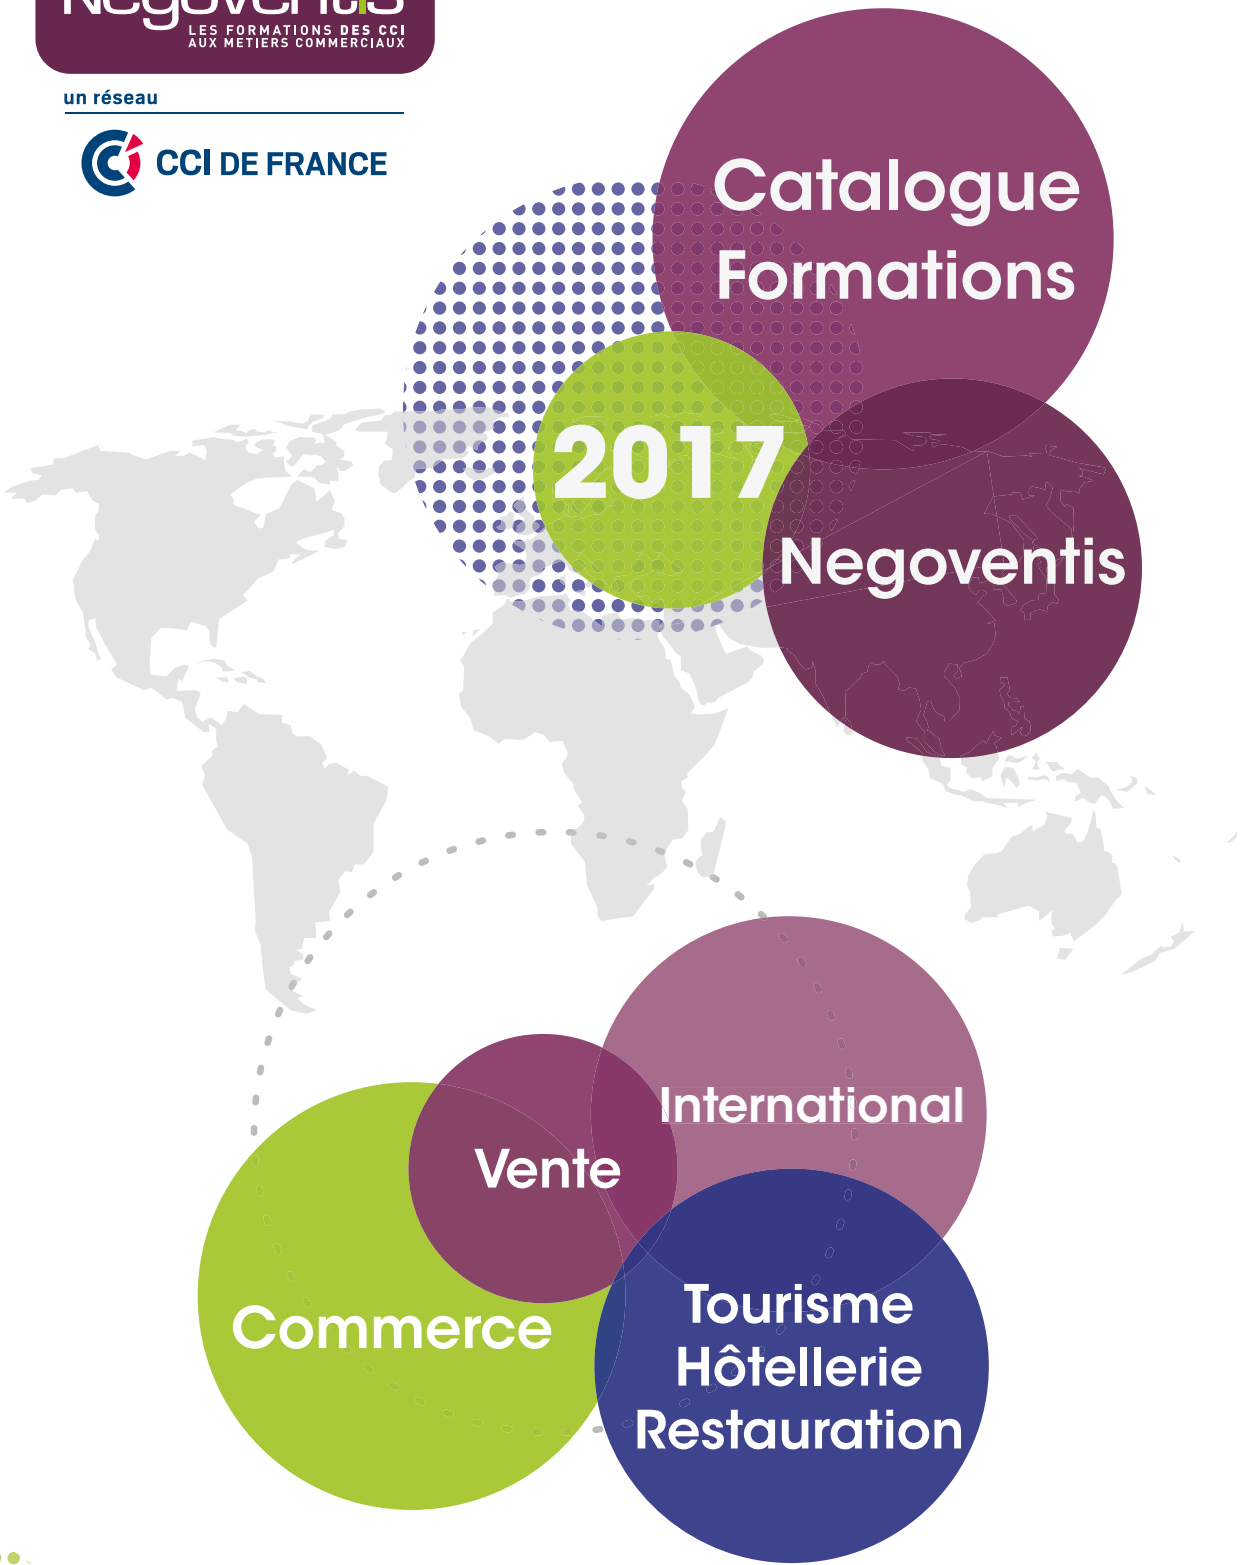 Negoventis
LES FORMATIONS DES CCI
AUX METIERS COMMERCIAUX
un réseau
CCI DE FRANCE
Catalogue
Formations
2017
Negoventis
International
Vente
Commerce
Tourisme
Hôtellerie
Restauration